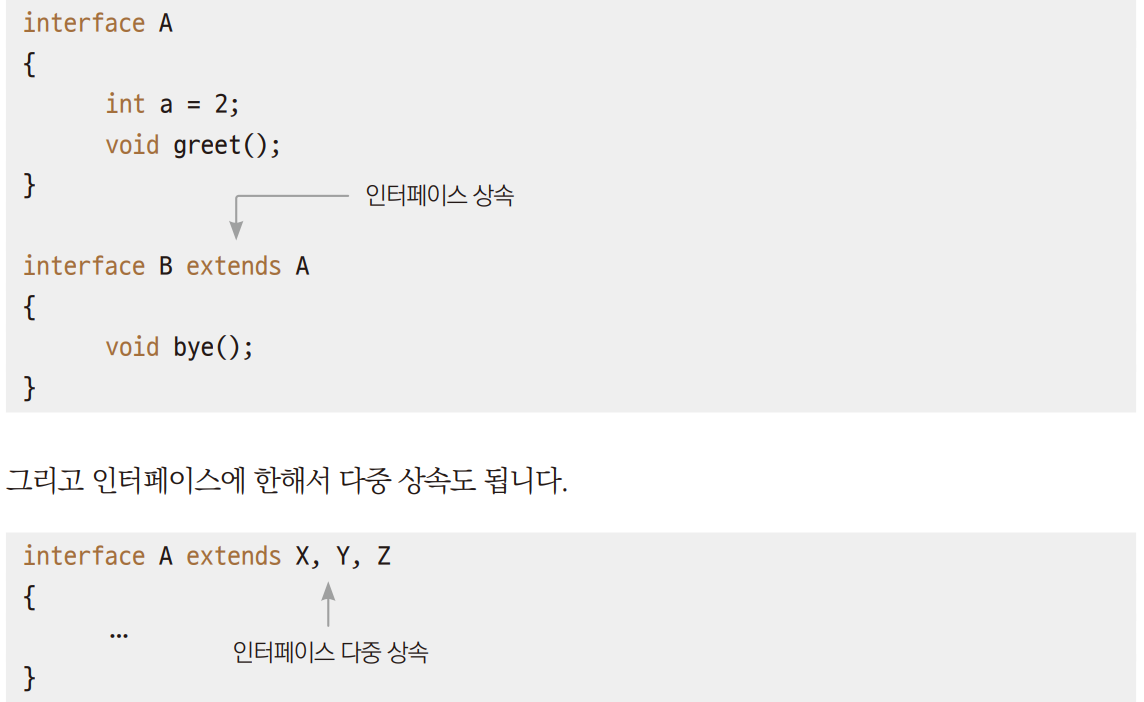 interface A
{
int a = 2;
void greet();
}
인터페이스 상속
interface B extends A
{
void bye();
}
그리고 인터페이스에 한해서 다중 상속도 됩니다.
interface A extends X, Y, Z
{
…
인터페이스 다중 상속
}